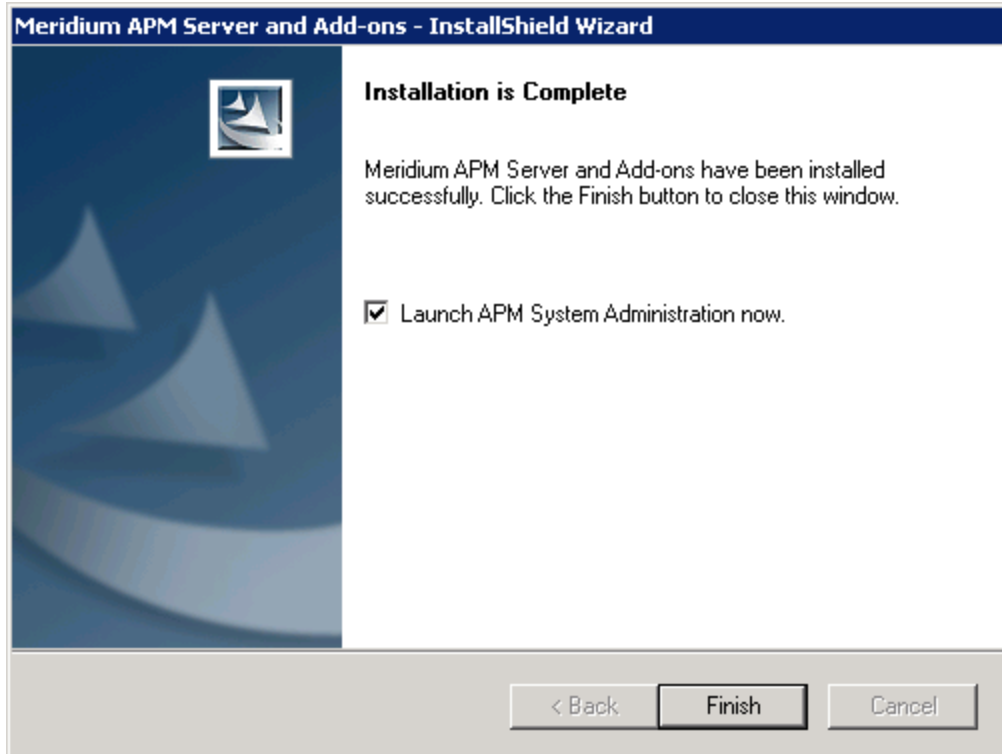 Meridium APM Server and Add-ons - InstallShield Wizard
Installation is Complete
Meridium APM Server and Add-ons have been installed
successfully. Click the Finish button to close this window.
Launch APM System Administration now.
< Back
Finish
Cancel